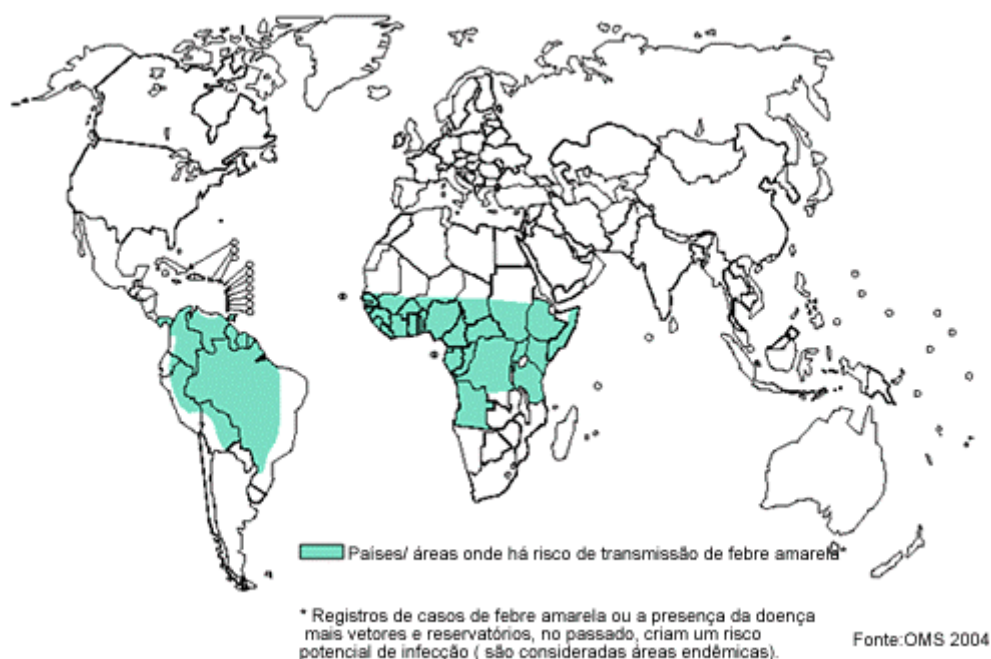 Países/ áreas onde há risco de transmissão de febre amarela*
* Registros de casos de febre amarela ou a presença da doença
mais vetores e reservatórios, no passado, criam um risco
potencial de infecção ( são consideradas áreas endêmicas).
Fonte:OMS 2004